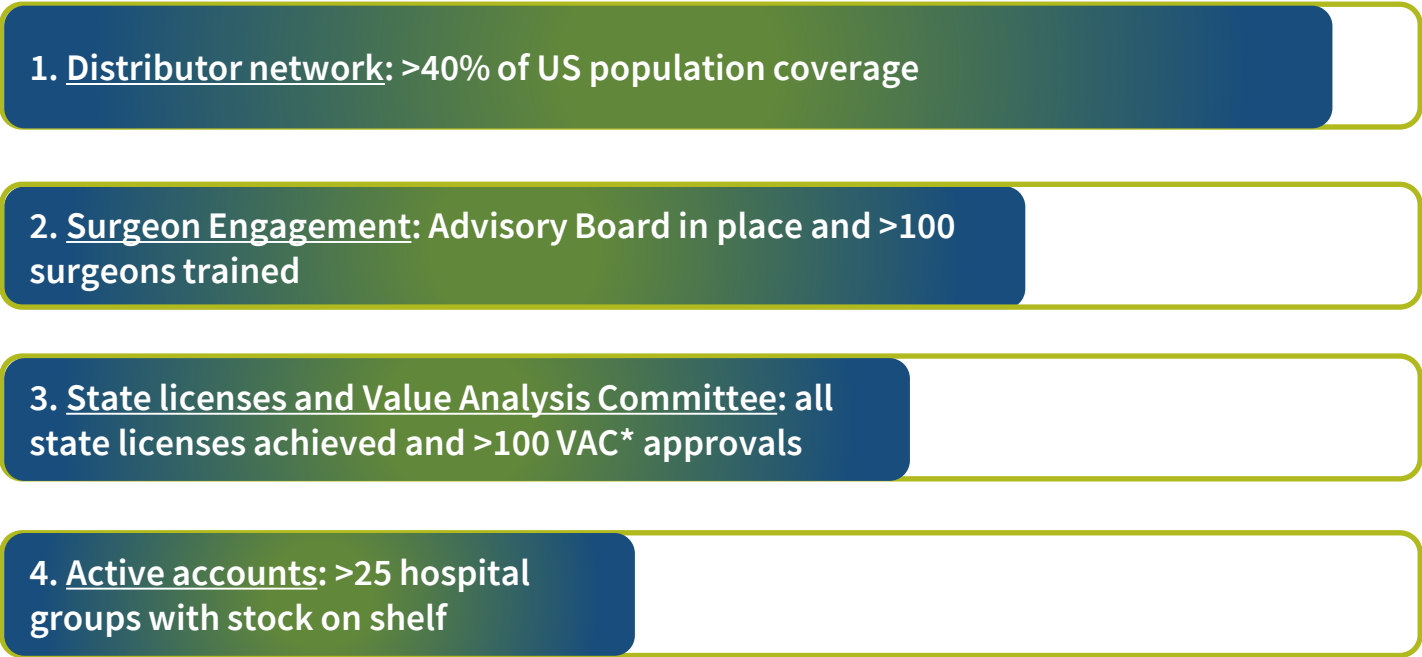 1. Distributor network: >40% of US population coverage
2. Surgeon Engagement: Advisory Board in place and >100
surgeons trained
3. State licenses and Value Analysis Committee: all
state licenses achieved and >100 VAC* approvals
4. Active accounts: >25 hospital
groups with stock on shelf